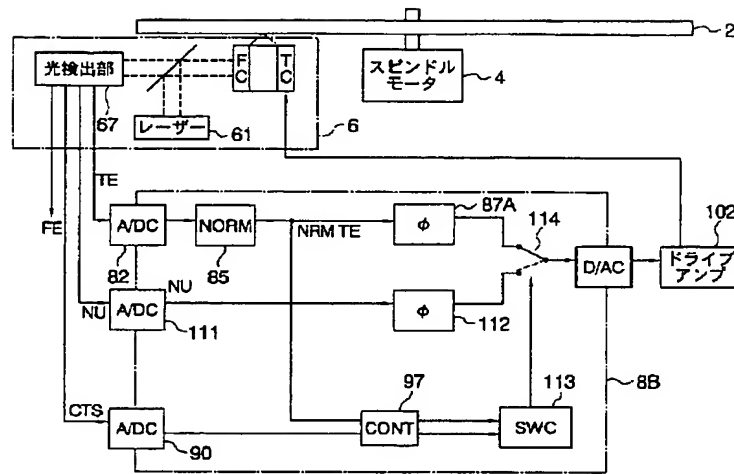 2
光検出部
F
C
T
C
スピンドル
モータ
4
67
レーザー
61
6
TE
FE
A/DC
NORM
NRM TE
φ
87A
114
102
82
85
D/AC
ドライブ
アンプ
NU
NU
A/DC
111
φ
112
97
113
8B
CTS
A/DC
90
CONT
SWC